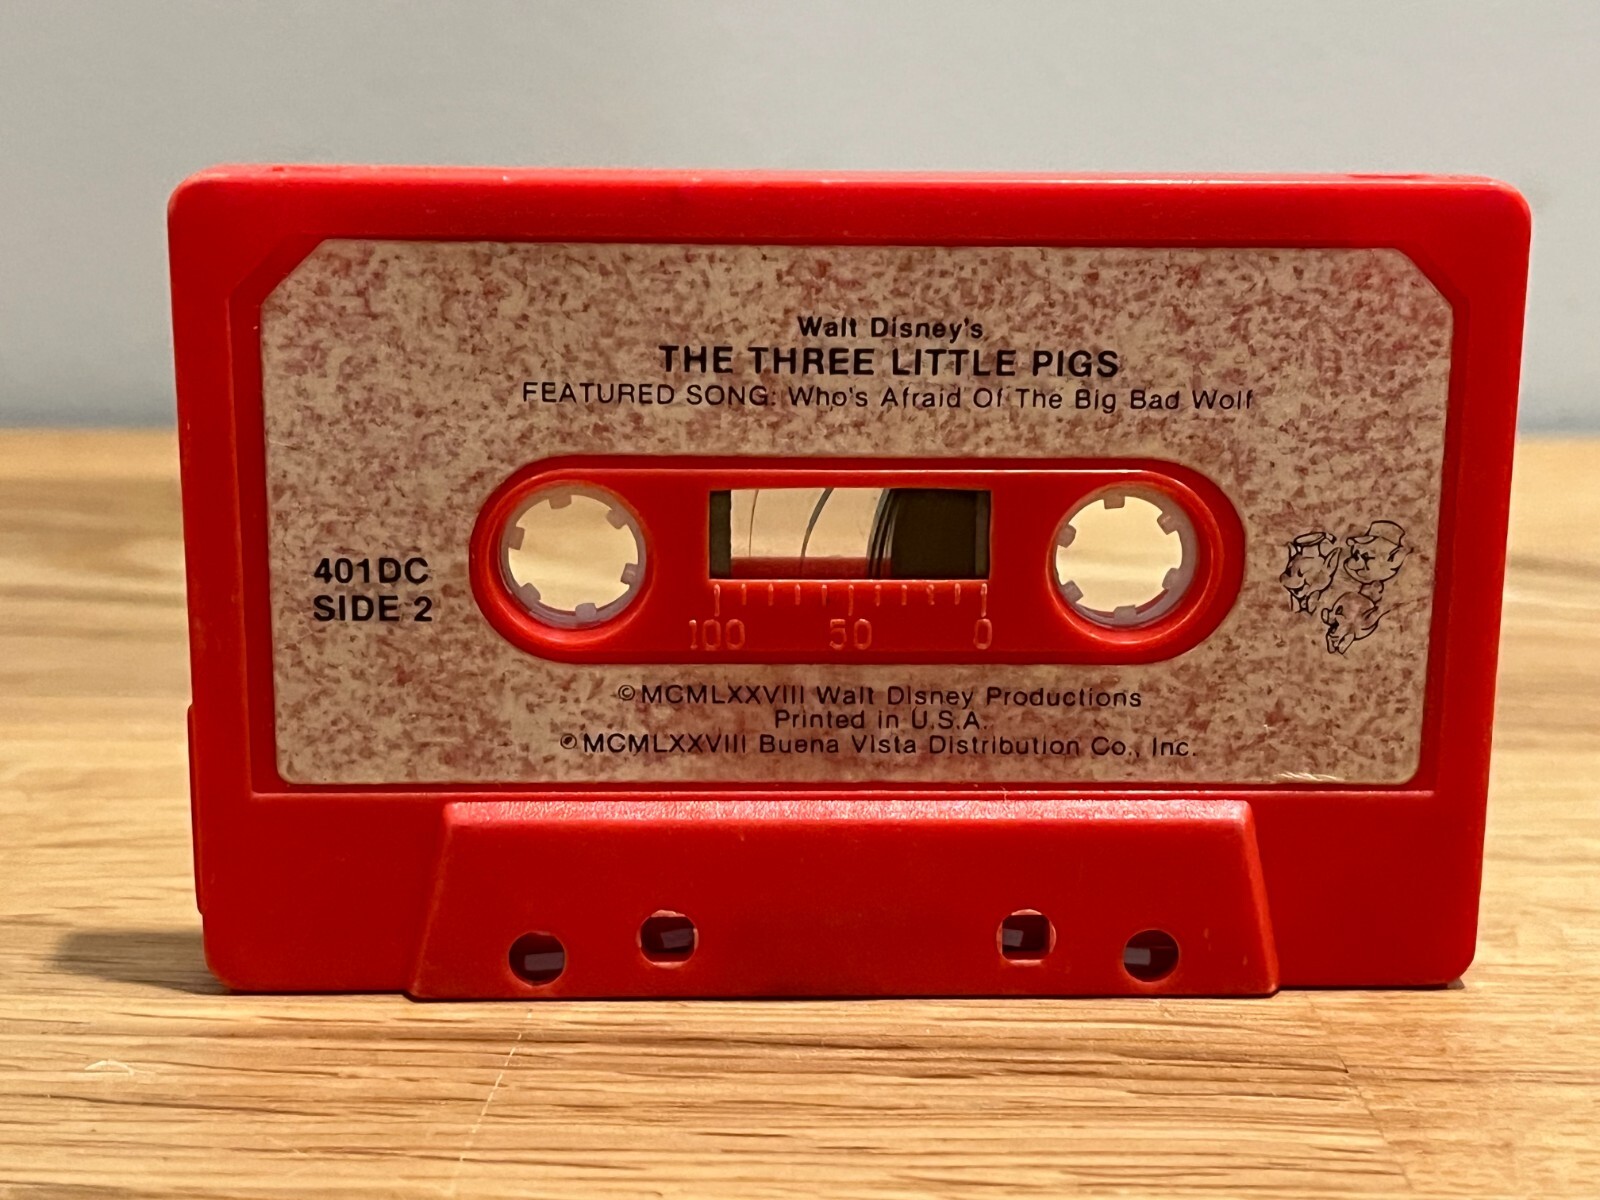 Walt Disney's
THE THREE LITTLE PIGS
FEATURED SONG: Who's Afraid Of The Big Bad Wolf
401DC
SIDE 2
100 50 0
©MCMLXXVIII Walt Disney Productions
Printed in U.S.A.
℗MCMLXXVIII Buena Vista Distribution Co., Inc.